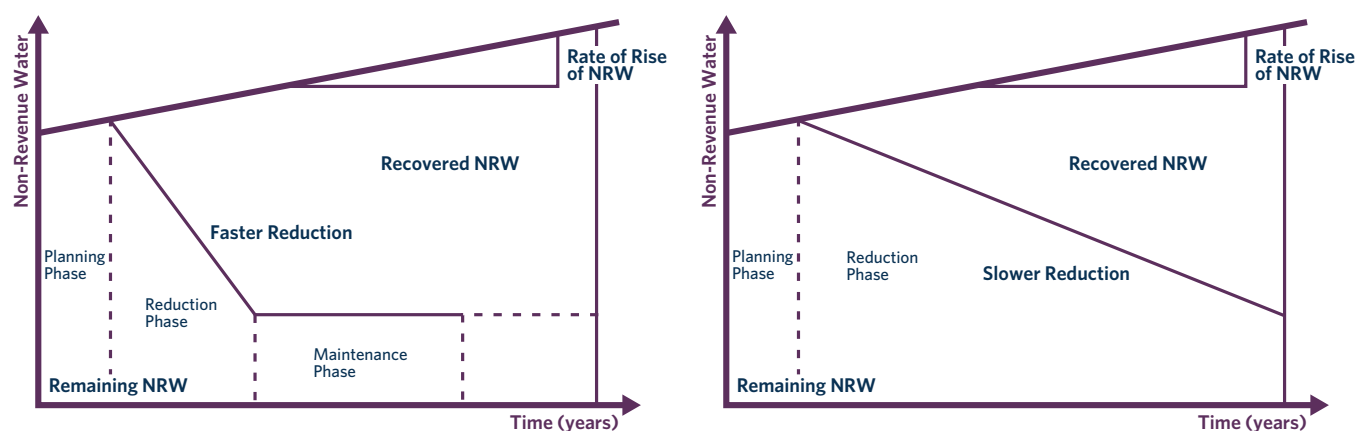 Non-Revenue Water
Rate of Rise
of NRW
Recovered NRW
Faster Reduction
Planning
Phase
Reduction
Phase
Maintenance
Phase
Remaining NRW
Time (years)
Non-Revenue Water
Rate of Rise
of NRW
Recovered NRW
Planning
Phase
Reduction
Phase
Slower Reduction
Remaining NRW
Time (years)